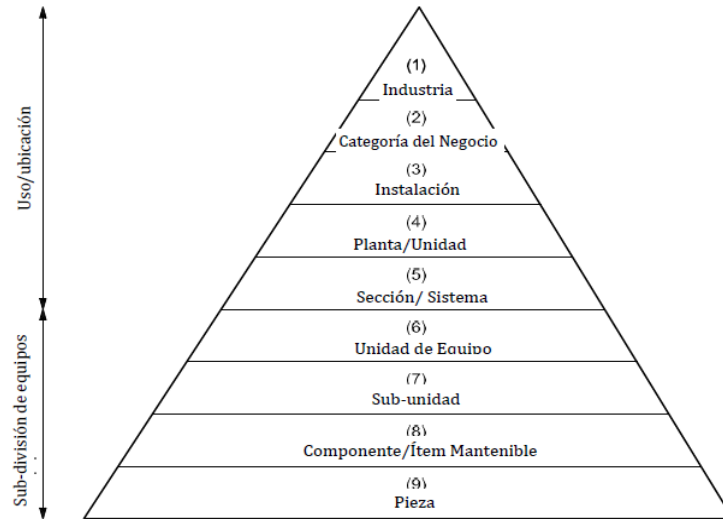 Uso/ubicación
Sub-división de equipos
(1)
Industria
(2)
Categoría del Negocio
(3)
Instalación
(4)
Planta/Unidad
(5)
Sección/ Sistema
(6)
Unidad de Equipo
(7)
Sub-unidad
(8)
Componente/Ítem Mantenible
(9)
Pieza